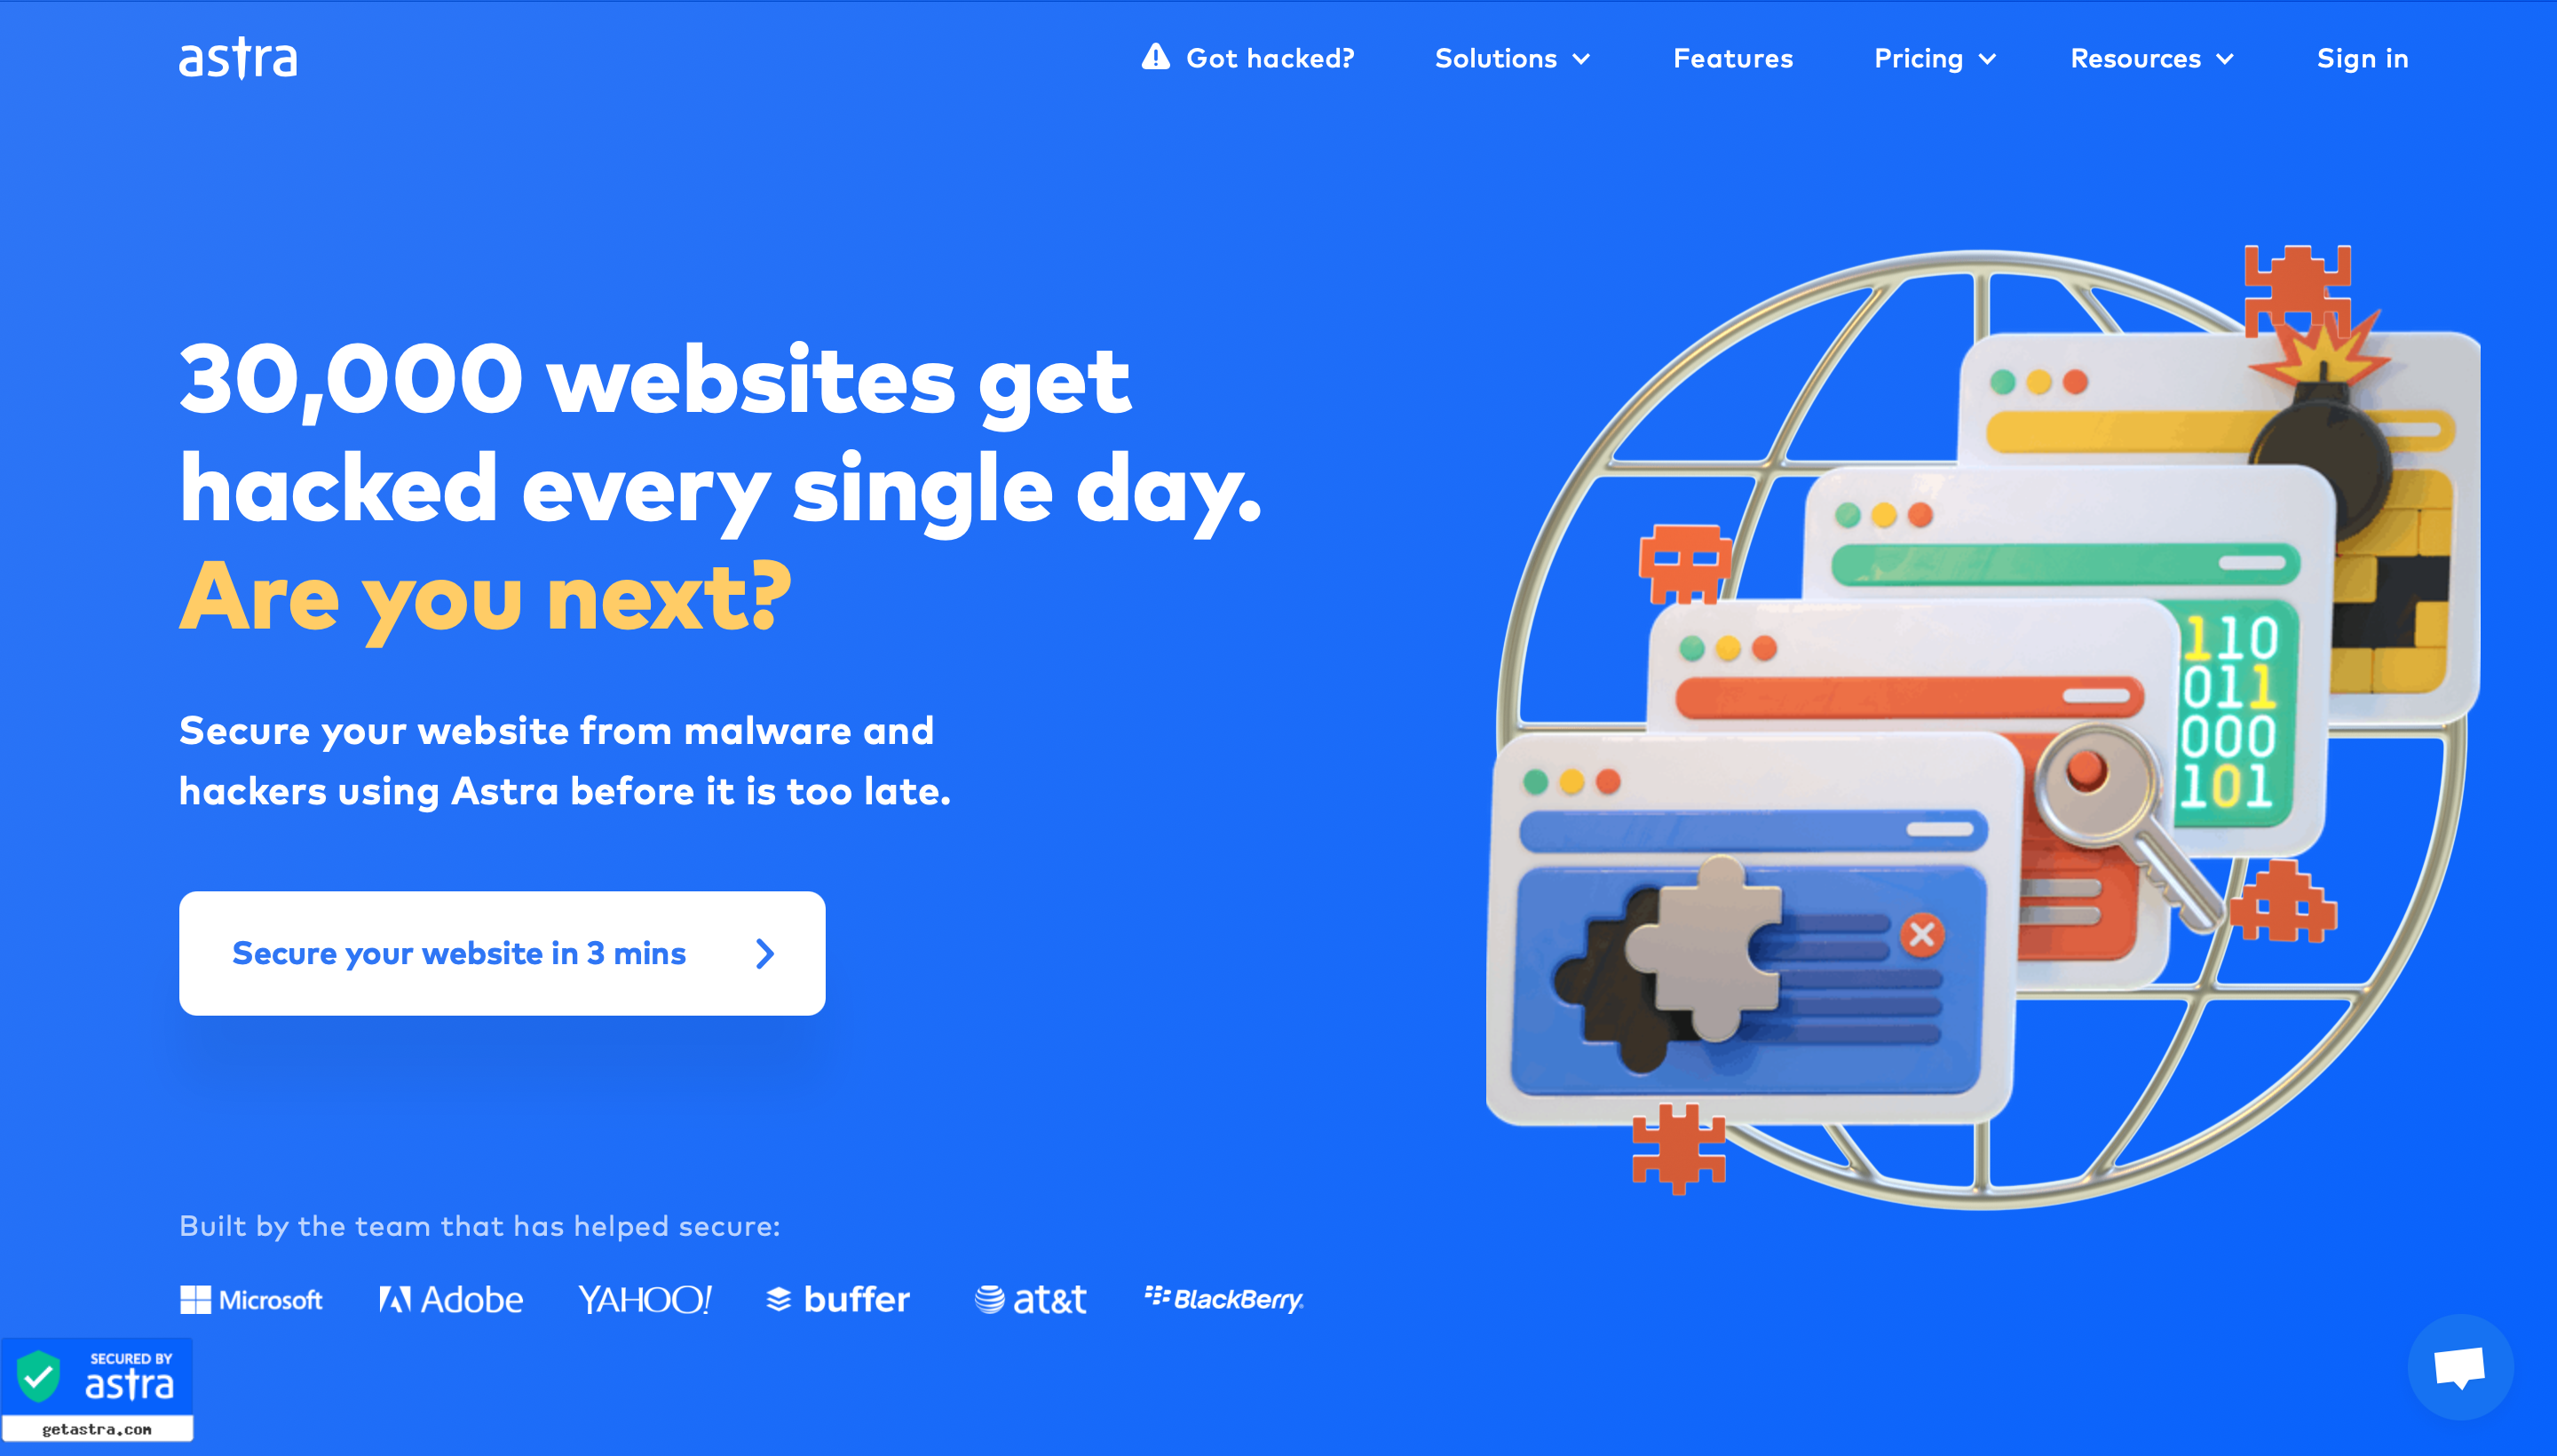 astra
Got hacked?
Solutions
Features
Pricing
Resources
Sign in
30,000 websites get
hacked every single day.
Are you next?
Secure your website from malware and
hackers using Astra before it is too late.
Secure your website in 3 mins
110
011
000
101
Built by the team that has helped secure:
Microsoft
Adobe
YAHOO!
buffer
at&t
BlackBerry
SECURED BY
astra
getastra.com